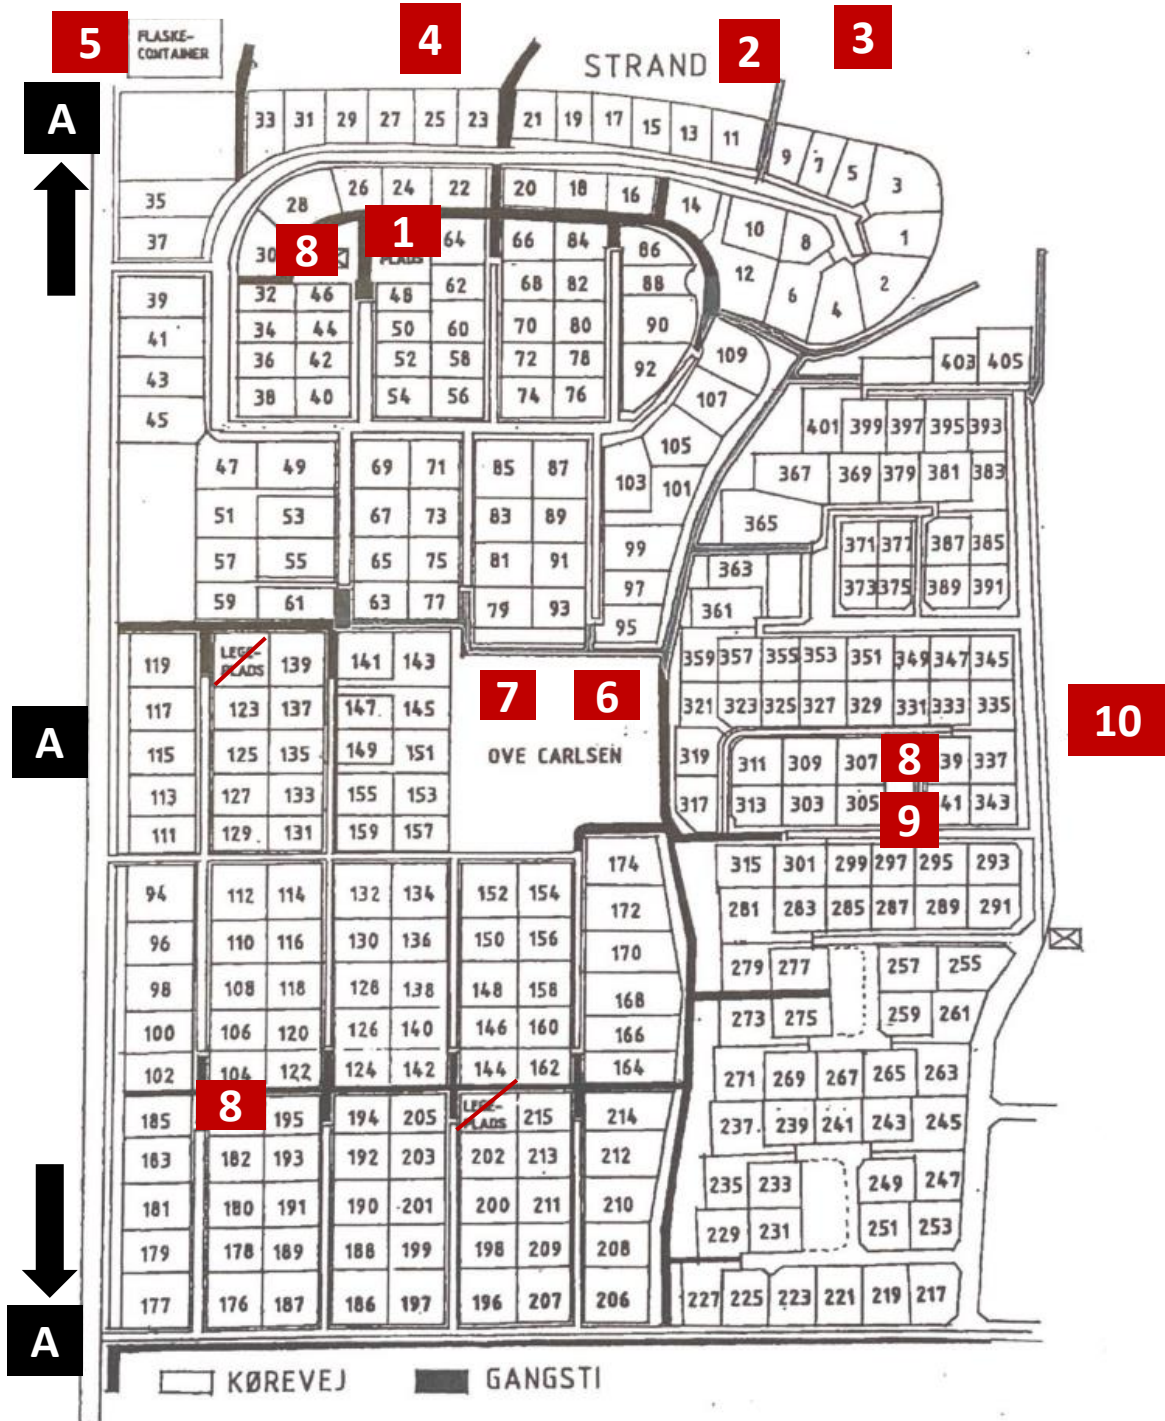 5 FLASKE-
CONTAINER
4
STRAND 2
3
A
33 31 29 27 25 23 21 19 17 15 13 11
9 7 5 3
35
28 26 24 22 20 18 16 14
37
30 8 1 64 66 84 86 10 8 1
PLADS
39 32 46 48 62 68 82 88 12 6 4 2
41 34 44 50 60 70 80 90
43 36 42 52 58 72 78 92 109 403 405
45 38 40 54 56 74 76 107
401 399 397 395 393
47 49 69 71 85 87 105
103 101 367 369 379 381 383
51 53 67 73 83 89 365
57 55 65 75 81 91 99 371 377 387 385
363 373 375 389 391
59 61 63 77 79 93 97 361
95
119 LEGE-
PLADS 139 141 143 359 357 355 353 351 349 347 345
7 6
117 123 137 147 145 321 323 325 327 329 331 333 335
10
A
115 125 135 149 151 OVE CARLSEN 319 311 309 307 8 39 337
113 127 133 155 153 317 313 303 305 41 343
9
111 129 131 159 157
94 112 114 132 134 152 154 174 315 301 299 297 295 293
96 110 116 130 136 150 156 172 281 283 285 287 289 291
170 279 277 257 255
98 108 118 128 138 148 158 168
273 275 259 261
100 106 120 126 140 146 160 166
102 104 122 124 142 144 162 164 271 269 267 265 263
185 8 195 194 205 LEGE-
PLADS 215 214 237 239 241 243 245
183 182 193 192 203 202 213 212
235 233 249 247
181 180 191 190 201 200 211 210
229 231 251 253
179 178 189 188 199 198 209 208
177 176 187 186 197 196 207 206 227 225 223 221 219 217
A
KØREVEJ GANGSTI